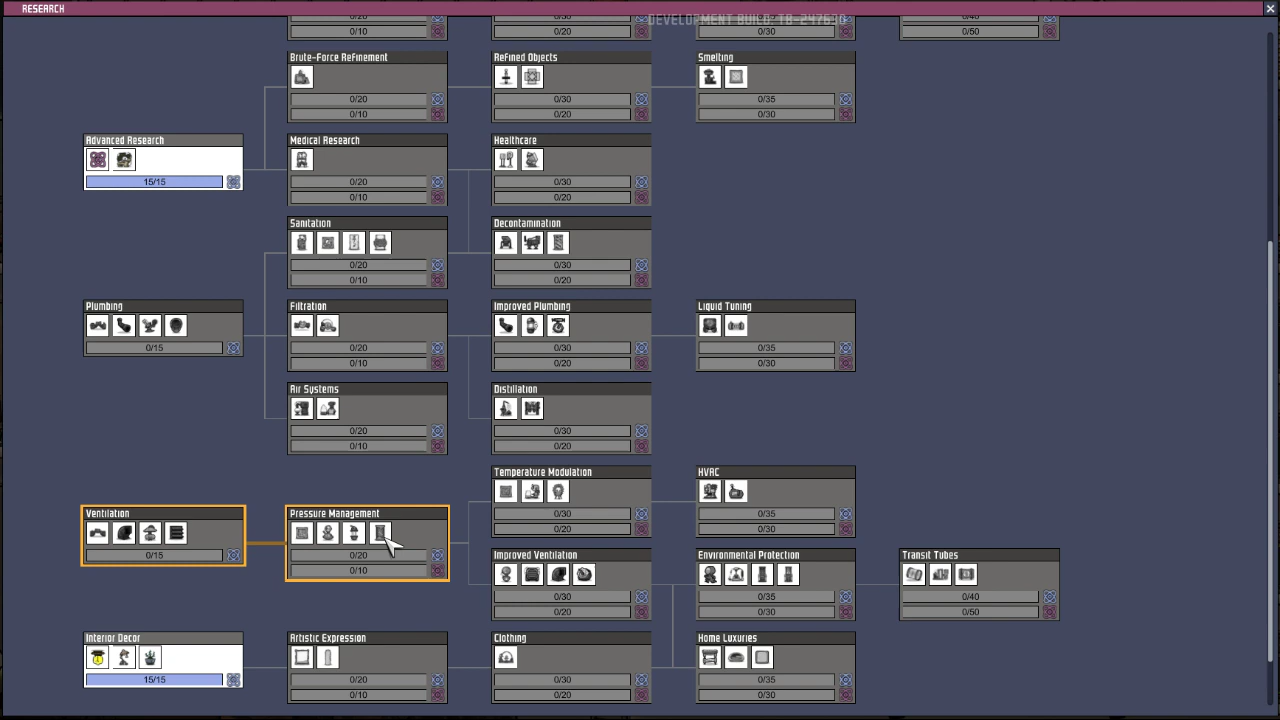 RESEARCH
DEVELOPMENT BUILD: TB-247630
0/10
0/20
0/30
0/50
Brute-Force Refinement
Refined Objects
Smelting
0/20
0/30
0/35
0/10
0/20
0/30
Advanced Research
Medical Research
Healthcare
15/15
0/20
0/30
0/10
0/20
Sanitation
Decontamination
0/20
0/30
0/10
0/20
Plumbing
Filtration
Improved Plumbing
Liquid Tuning
0/15
0/20
0/30
0/35
0/10
0/20
0/30
Air Systems
Distillation
0/20
0/30
0/10
0/20
Temperature Modulation
HVAC
0/30
0/35
0/20
0/30
Ventilation
Pressure Management
0/15
0/20
0/10
Improved Ventilation
Environmental Protection
Transit Tubes
0/30
0/35
0/40
0/20
0/30
0/50
Interior Decor
Artistic Expression
Clothing
Home Luxuries
15/15
0/20
0/30
0/35
0/10
0/20
0/30